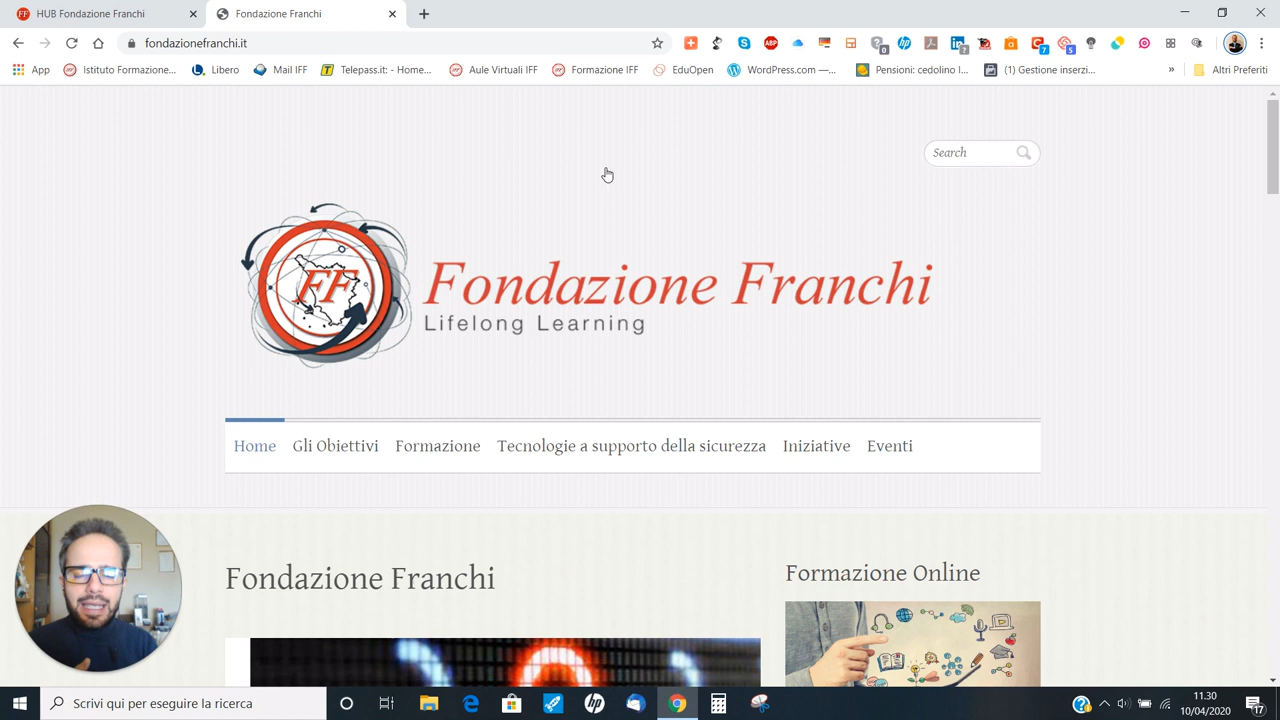 HUB Fondazione Franchi
Fondazione Franchi
fondazionefranchi.it
App
Istituto Formazione...
Libero
Mail IFF
Telepass.it: - Home...
Aule Virtuali IFF
Formazione IFF
EduOpen
WordPress.com —...
Pensioni: cedolino I...
(1) Gestione inserzi...
»
Altri Preferiti
Search
FF
Fondazione Franchi
Lifelong Learning
Home
Gli Obiettivi
Formazione
Tecnologie a supporto della sicurezza
Iniziative
Eventi
Fondazione Franchi
Formazione Online
Scrivi qui per eseguire la ricerca
11.30
10/04/2020
17